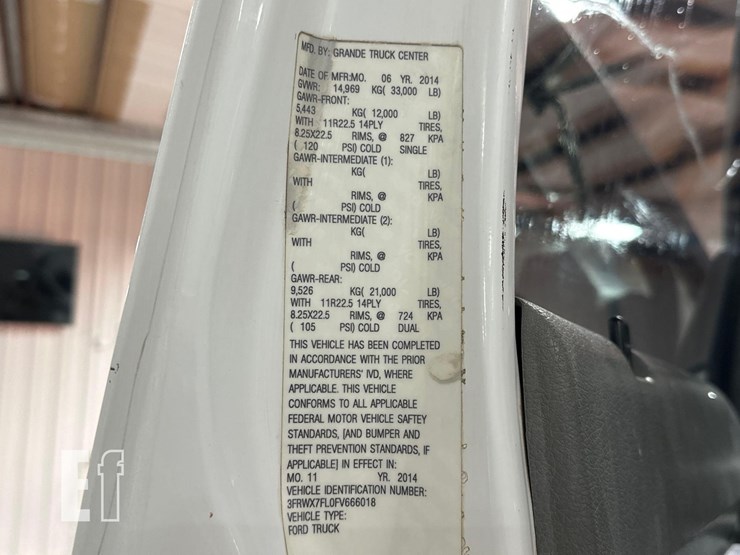 MFD. BY: GRANDE TRUCK CENTER
DATE OF MFR:MO. 06 YR. 2014
GVWR: 14,969 KG( 33,000 LB)
GAWR-FRONT:
5,443 KG( 12,000 LB)
WITH 11R22.5 14PLY TIRES,
8.25X22.5 RIMS, @ 827 KPA
( 120 PSI) COLD SINGLE
GAWR-INTERMEDIATE (1):
KG( LB)
WITH TIRES,
RIMS, @ KPA
( PSI) COLD
GAWR-INTERMEDIATE (2):
KG( LB)
WITH TIRES,
RIMS, @ KPA
( PSI) COLD
GAWR-REAR:
9,526 KG( 21,000 LB)
WITH 11R22.5 14PLY TIRES,
8.25X22.5 RIMS, @ 724 KPA
( 105 PSI) COLD DUAL
THIS VEHICLE HAS BEEN COMPLETED
IN ACCORDANCE WITH THE PRIOR
MANUFACTURERS' IVD, WHERE
APPLICABLE. THIS VEHICLE
CONFORMS TO ALL APPLICABLE
FEDERAL MOTOR VEHICLE SAFTEY
STANDARDS, [AND BUMPER AND
THEFT PREVENTION STANDARDS, IF
APPLICABLE] IN EFFECT IN:
MO. 11 YR. 2014
VEHICLE IDENTIFICATION NUMBER:
3FRWX7FL0FV666018
VEHICLE TYPE:
FORD TRUCK
Ef